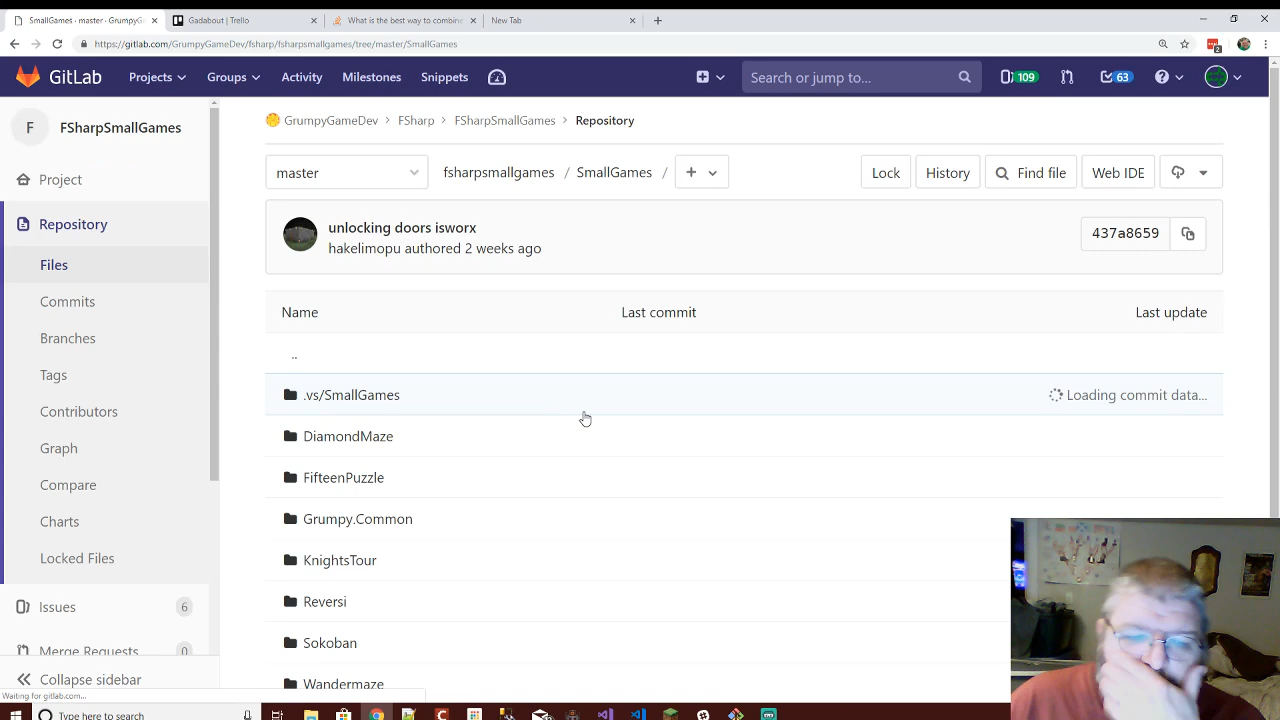 SmallGames · master · GrumpyG
Gadabout | Trello
What is the best way to combine
New Tab
https://gitlab.com/GrumpyGameDev/fsharp/fsharpsmallgames/tree/master/SmallGames
2
GitLab
Projects
Groups
Activity
Milestones
Snippets
Search or jump to...
109
63
F
FSharpSmallGames
GrumpyGameDev
FSharp
FSharpSmallGames
Repository
Project
Repository
Files
Commits
Branches
Tags
Contributors
Graph
Compare
Charts
Locked Files
Issues
6
Merge Requests
0
Collapse sidebar
master
fsharpsmallgames / SmallGames /
Lock
History
Find file
Web IDE
unlocking doors isworx
hakelimopu authored 2 weeks ago
437a8659
Name
Last commit
Last update
..
.vs/SmallGames
Loading commit data...
DiamondMaze
FifteenPuzzle
Grumpy.Common
KnightsTour
Reversi
Sokoban
Wandermaze
Waiting for gitlab.com...
Type here to search